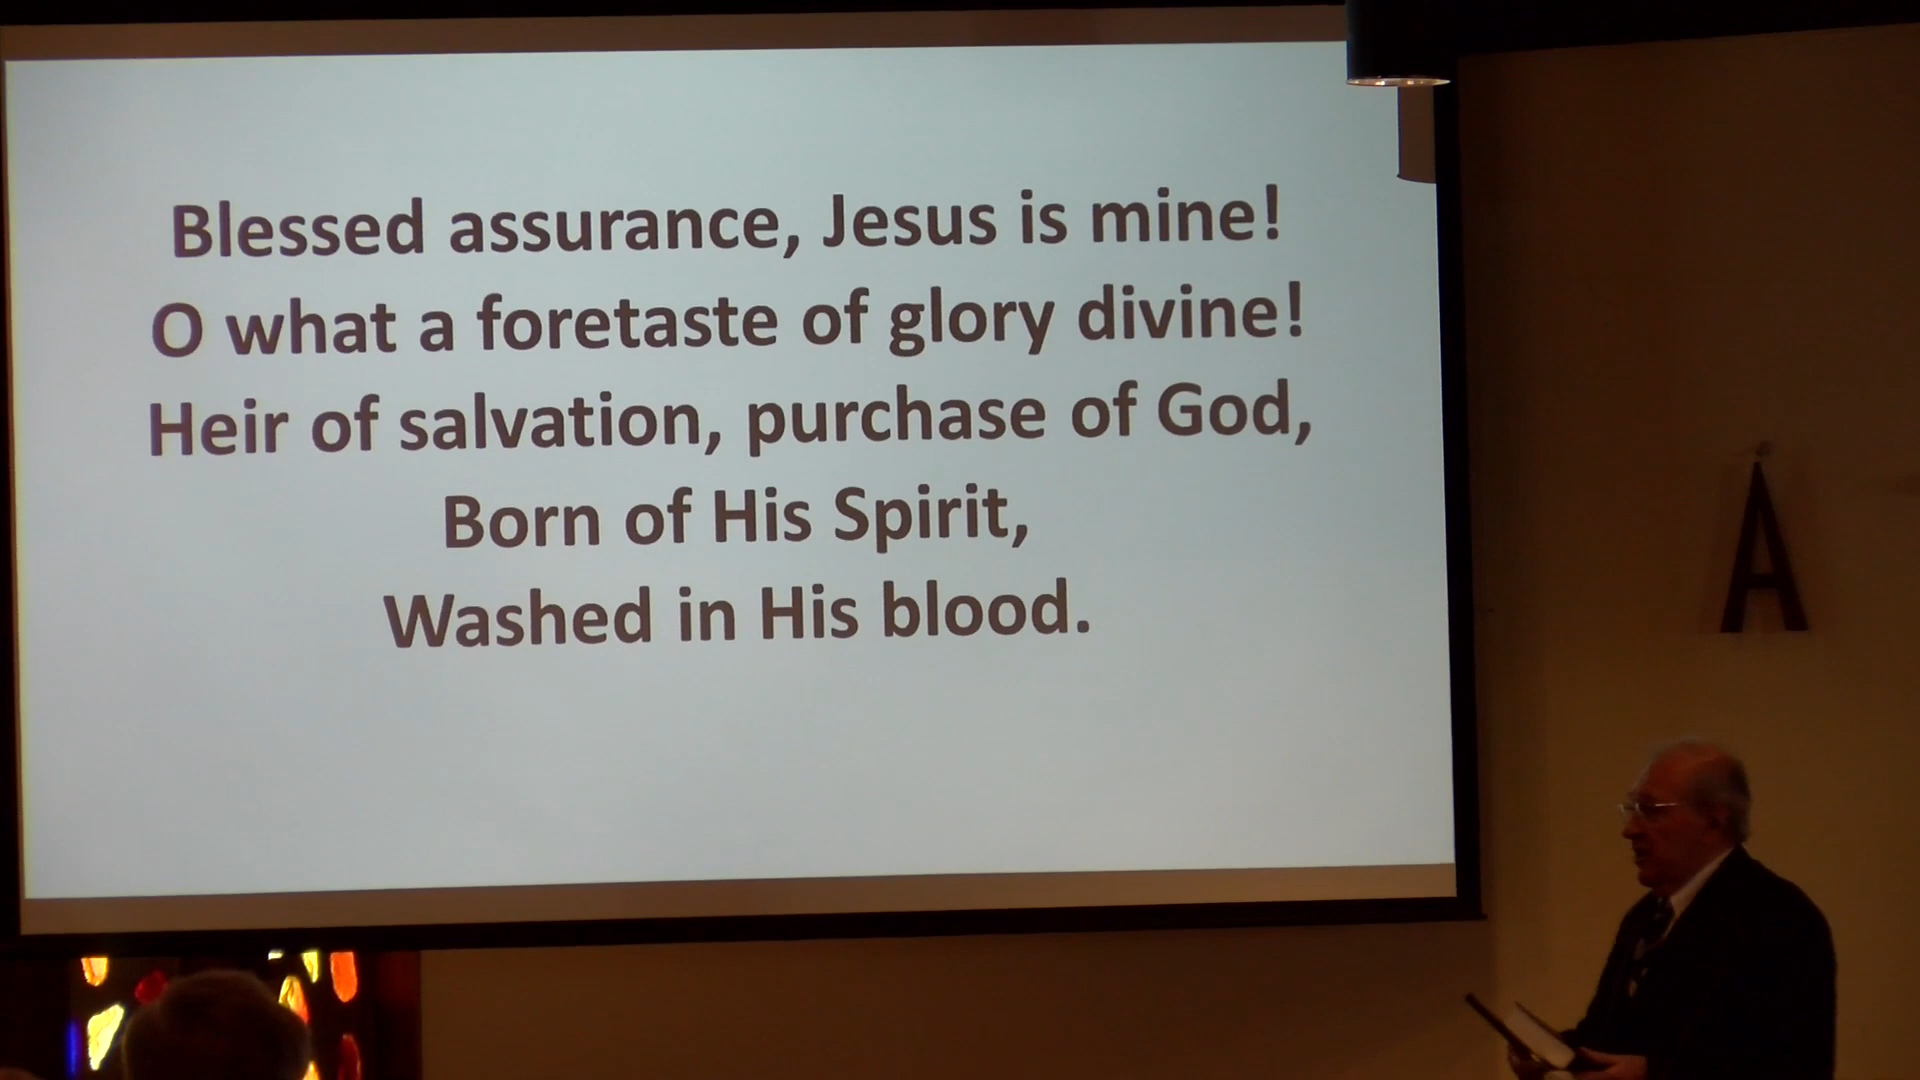 Blessed assurance, Jesus is mine!
O what a foretaste of glory divine!
Heir of salvation, purchase of God,
Born of His Spirit,
Washed in His blood.
A